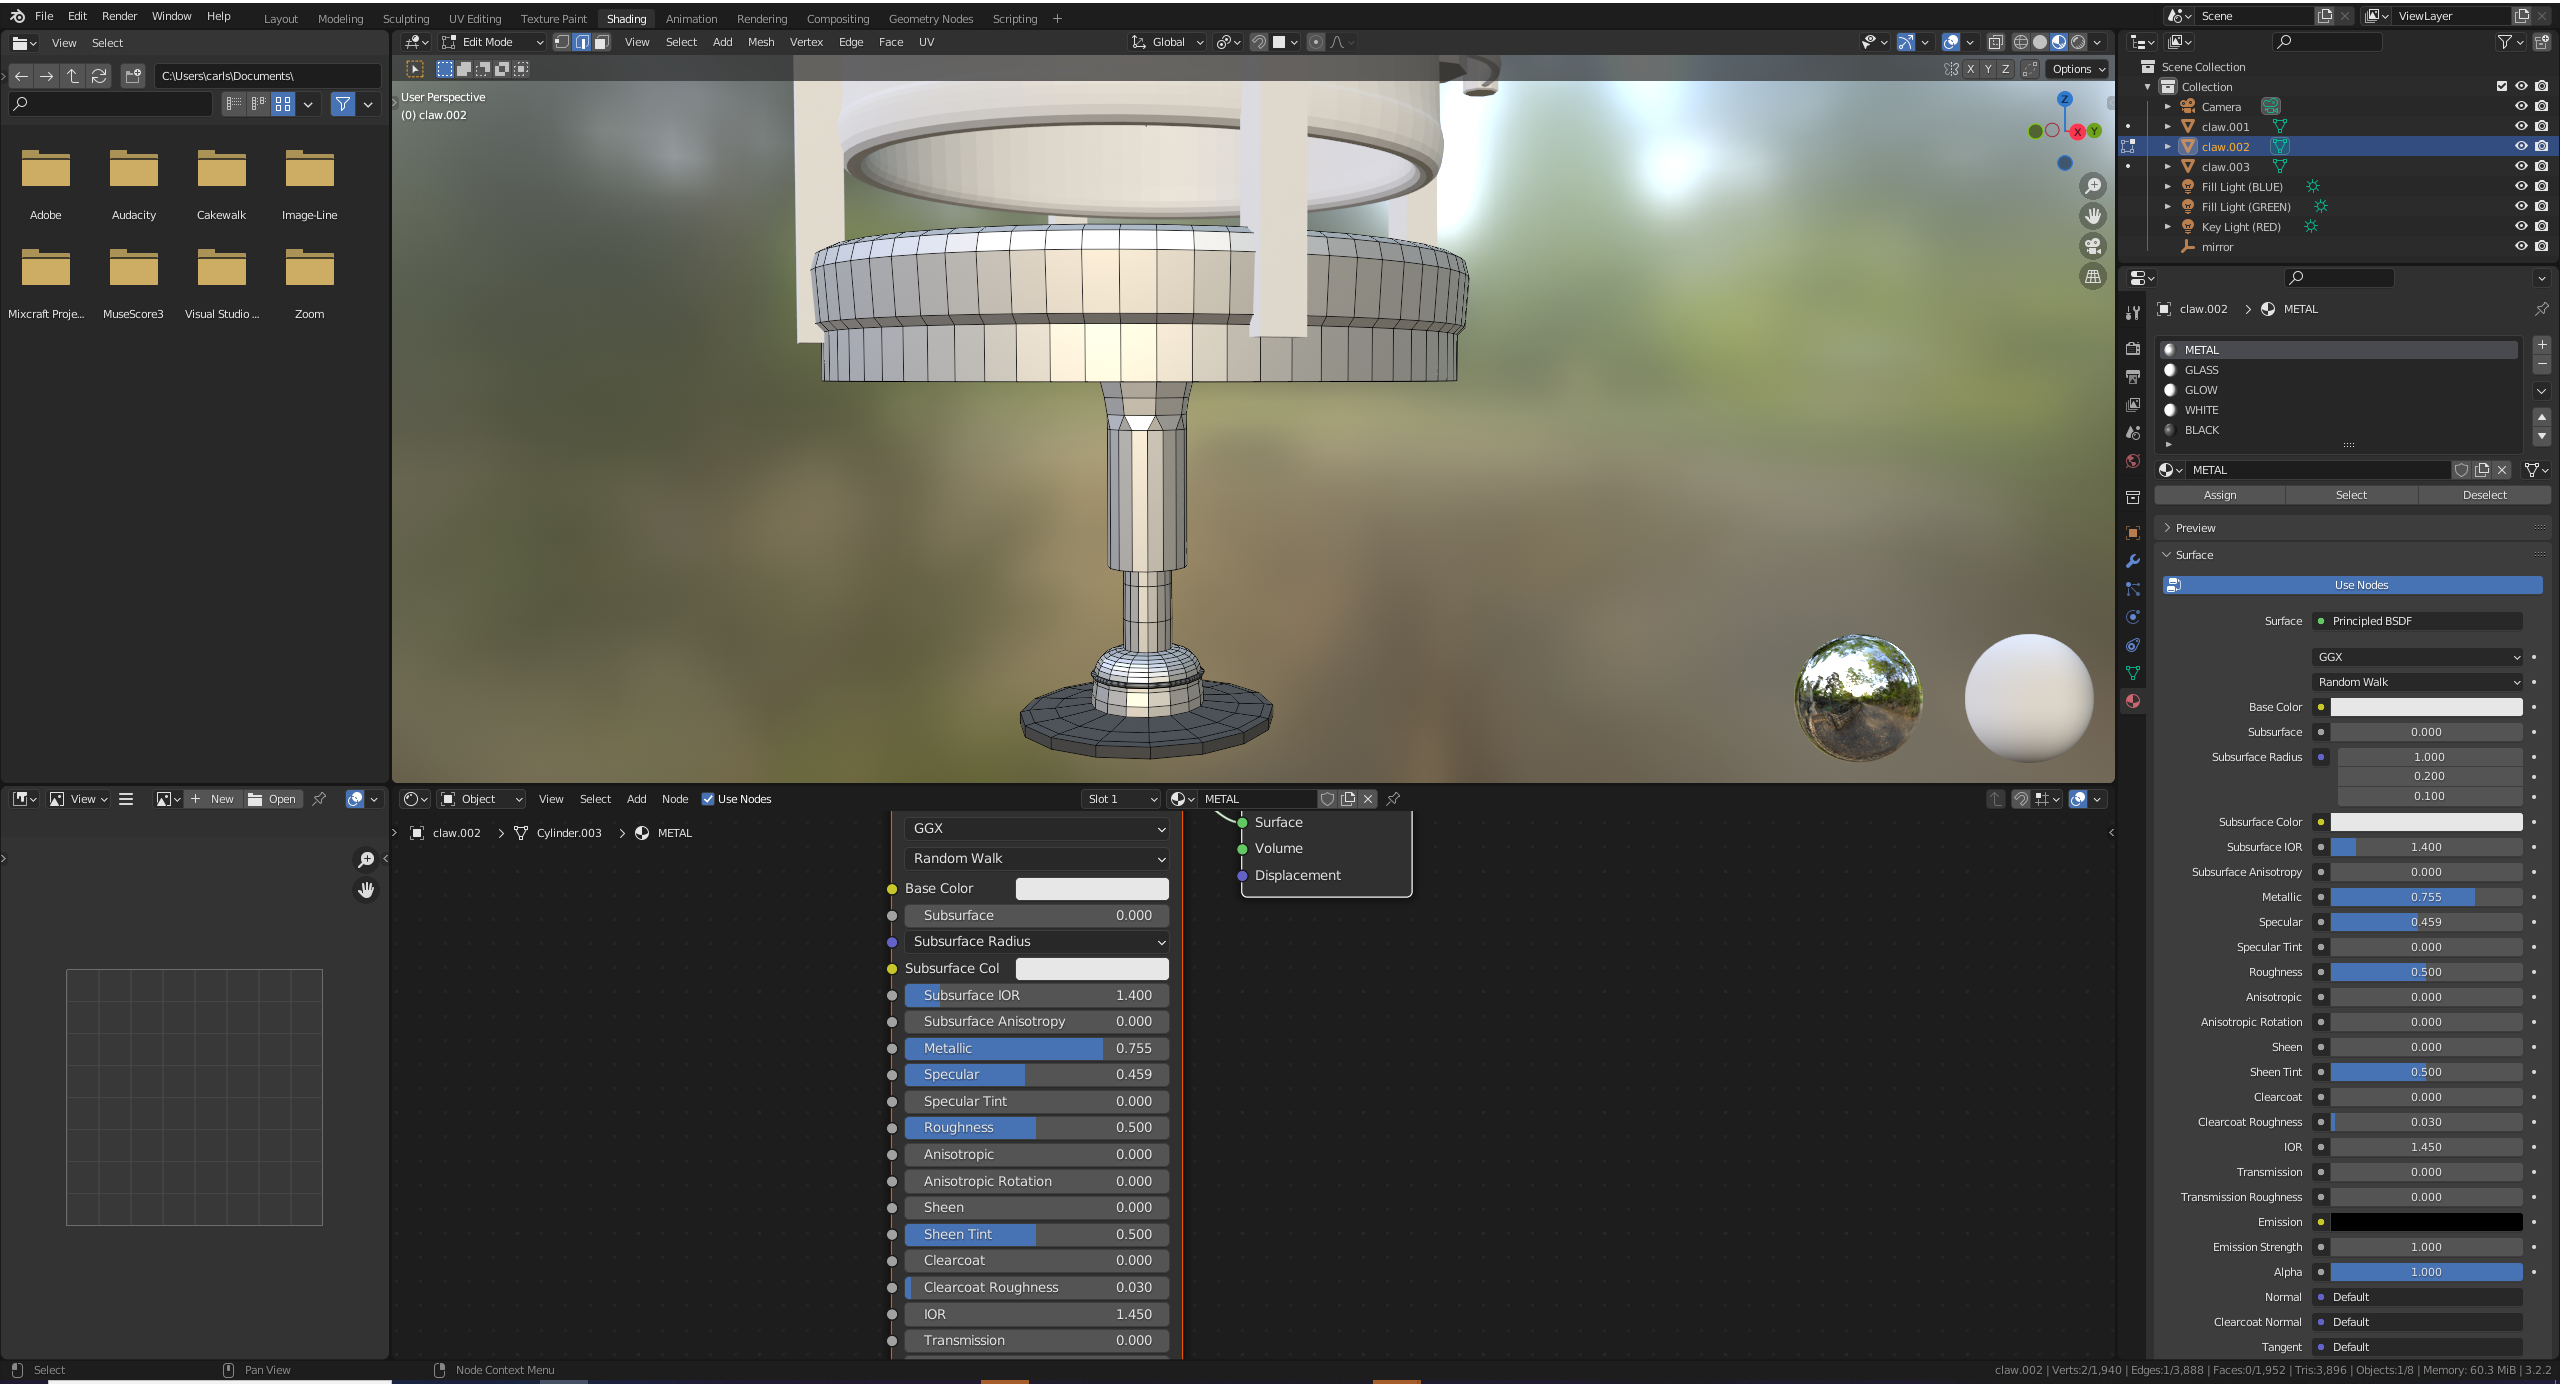 File Edit Render Window Help
Layout Modeling Sculpting UV Editing Texture Paint Shading Animation Rendering Compositing Geometry Nodes Scripting +
Scene
ViewLayer
View Select
C:\Users\carls\Documents\
Adobe Audacity Cakewalk Image-Line
Mixcraft Proje... MuseScore3 Visual Studio ... Zoom
Edit Mode View Select Add Mesh Vertex Edge Face UV
Global
X Y Z Options
User Perspective
(0) claw.002
Z
X Y
Scene Collection
Collection
Camera
claw.001
claw.002
claw.003
Fill Light (BLUE)
Fill Light (GREEN)
Key Light (RED)
mirror
claw.002 > METAL
METAL
GLASS
GLOW
WHITE
BLACK
METAL
Assign Select Deselect
Preview
Surface
Use Nodes
Surface Principled BSDF
GGX
Random Walk
Base Color
Subsurface 0.000
Subsurface Radius 1.000
0.200
0.100
Subsurface Color
Subsurface IOR 1.400
Subsurface Anisotropy 0.000
Metallic 0.755
Specular 0.459
Specular Tint 0.000
Roughness 0.500
Anisotropic 0.000
Anisotropic Rotation 0.000
Sheen 0.000
Sheen Tint 0.500
Clearcoat 0.000
Clearcoat Roughness 0.030
IOR 1.450
Transmission 0.000
Transmission Roughness 0.000
Emission
Emission Strength 1.000
Alpha 1.000
Normal Default
Clearcoat Normal Default
Tangent Default
View + New Open
Object View Select Add Node Use Nodes Slot 1 METAL
claw.002 > Cylinder.003 > METAL
GGX
Random Walk
Base Color
Subsurface 0.000
Subsurface Radius
Subsurface Col
Subsurface IOR 1.400
Subsurface Anisotropy 0.000
Metallic 0.755
Specular 0.459
Specular Tint 0.000
Roughness 0.500
Anisotropic 0.000
Anisotropic Rotation 0.000
Sheen 0.000
Sheen Tint 0.500
Clearcoat 0.000
Clearcoat Roughness 0.030
IOR 1.450
Transmission 0.000
Surface
Volume
Displacement
Select Pan View Node Context Menu
claw.002 | Verts:2/1,940 | Edges:1/3,888 | Faces:0/1,952 | Tris:3,896 | Objects:1/8 | Memory: 60.3 MiB | 3.2.2